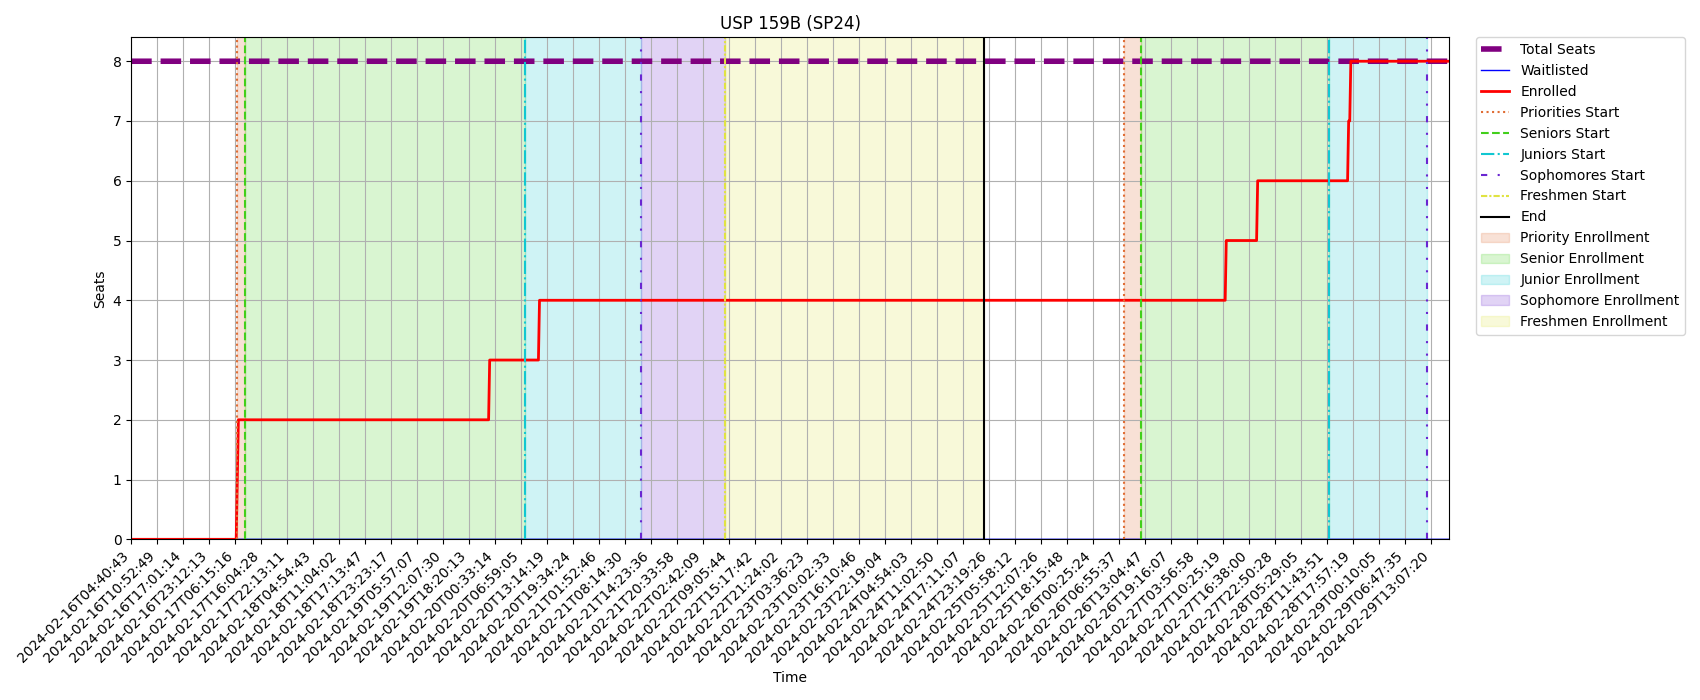 USP 159B (SP24)
Total Seats
Waitlisted
Enrolled
Priorities Start
Seniors Start
Juniors Start
Sophomores Start
Freshmen Start
End
Priority Enrollment
Senior Enrollment
Junior Enrollment
Sophomore Enrollment
Freshmen Enrollment
Seats
8
7
6
5
4
3
2
1
0
2024-02-16T04:40:43
2024-02-16T10:52:49
2024-02-16T17:01:14
2024-02-16T23:12:13
2024-02-17T06:15:16
2024-02-17T16:04:28
2024-02-17T22:13:11
2024-02-18T04:54:43
2024-02-18T11:04:02
2024-02-18T17:13:47
2024-02-18T23:23:17
2024-02-19T05:57:07
2024-02-19T12:07:30
2024-02-19T18:20:13
2024-02-20T00:33:14
2024-02-20T06:59:05
2024-02-20T13:14:19
2024-02-20T19:34:24
2024-02-21T01:52:46
2024-02-21T08:14:30
2024-02-21T14:23:36
2024-02-21T20:33:58
2024-02-22T02:42:09
2024-02-22T09:05:44
2024-02-22T15:17:42
2024-02-22T21:24:02
2024-02-23T03:36:23
2024-02-23T10:02:33
2024-02-23T16:10:46
2024-02-23T22:19:04
2024-02-24T04:54:03
2024-02-24T11:02:50
2024-02-24T17:11:07
2024-02-24T23:19:26
2024-02-25T05:58:12
2024-02-25T12:07:26
2024-02-25T18:15:48
2024-02-26T00:25:24
2024-02-26T06:55:37
2024-02-26T13:04:47
2024-02-26T19:16:07
2024-02-27T03:56:58
2024-02-27T10:25:19
2024-02-27T16:38:00
2024-02-27T22:50:28
2024-02-28T05:29:05
2024-02-28T11:43:51
2024-02-28T17:57:19
2024-02-29T00:10:05
2024-02-29T06:47:35
2024-02-29T13:07:20
Time